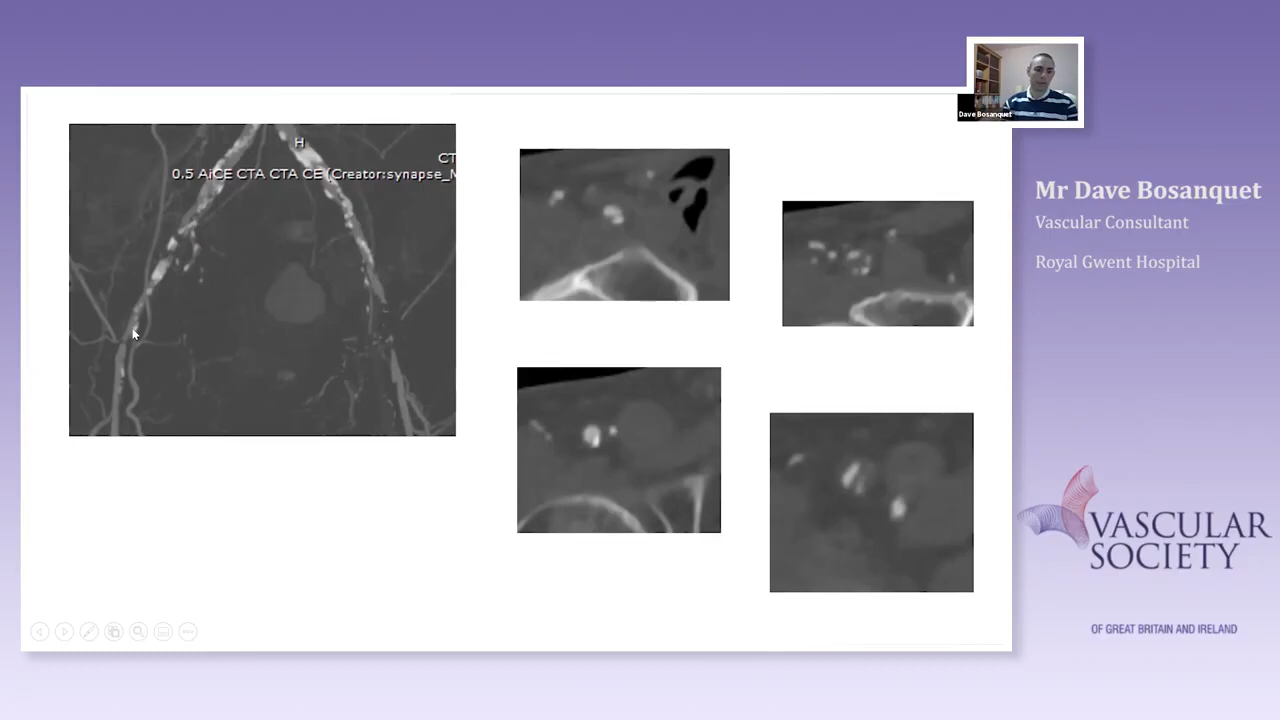 H
CT
0.5 AiCE CTA CTA CE (Creator:synapse_M
Dave Bosanquet
Mr Dave Bosanquet
Vascular Consultant
Royal Gwent Hospital
VASCULAR
SOCIETY
OF GREAT BRITAIN AND IRELAND